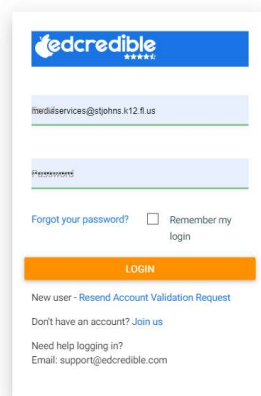 edcredible
mediaservices@stjohns.k12.fl.us
Password
Forgot your password?
Remember my
login
LOGIN
New user - Resend Account Validation Request
Don't have an account? Join us
Need help logging in?
Email: support@edcredible.com